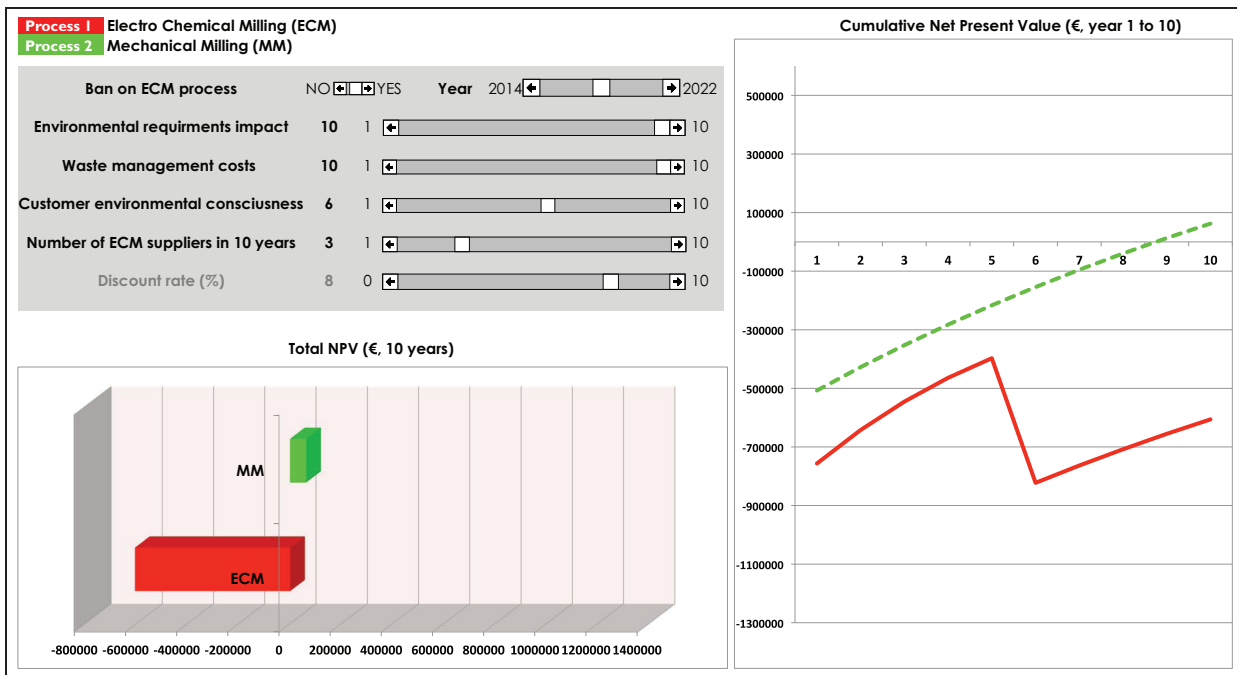 Process 1 Electro Chemical Milling (ECM)
Process 2 Mechanical Milling (MM)
Ban on ECM process NO YES Year 2014 2022
Environmental requirments impact 10 1 10
Waste management costs 10 1 10
Customer environmental consciusness 6 1 10
Number of ECM suppliers in 10 years 3 1 10
Discount rate (%) 8 0 10
Total NPV (€, 10 years)
MM
ECM
-800000 -600000 -400000 -200000 0 200000 400000 600000 800000 1000000 1200000 1400000
Cumulative Net Present Value (€, year 1 to 10)
500000
300000
100000
1 2 3 4 5 6 7 8 9 10
-100000
-300000
-500000
-700000
-900000
-1100000
-1300000